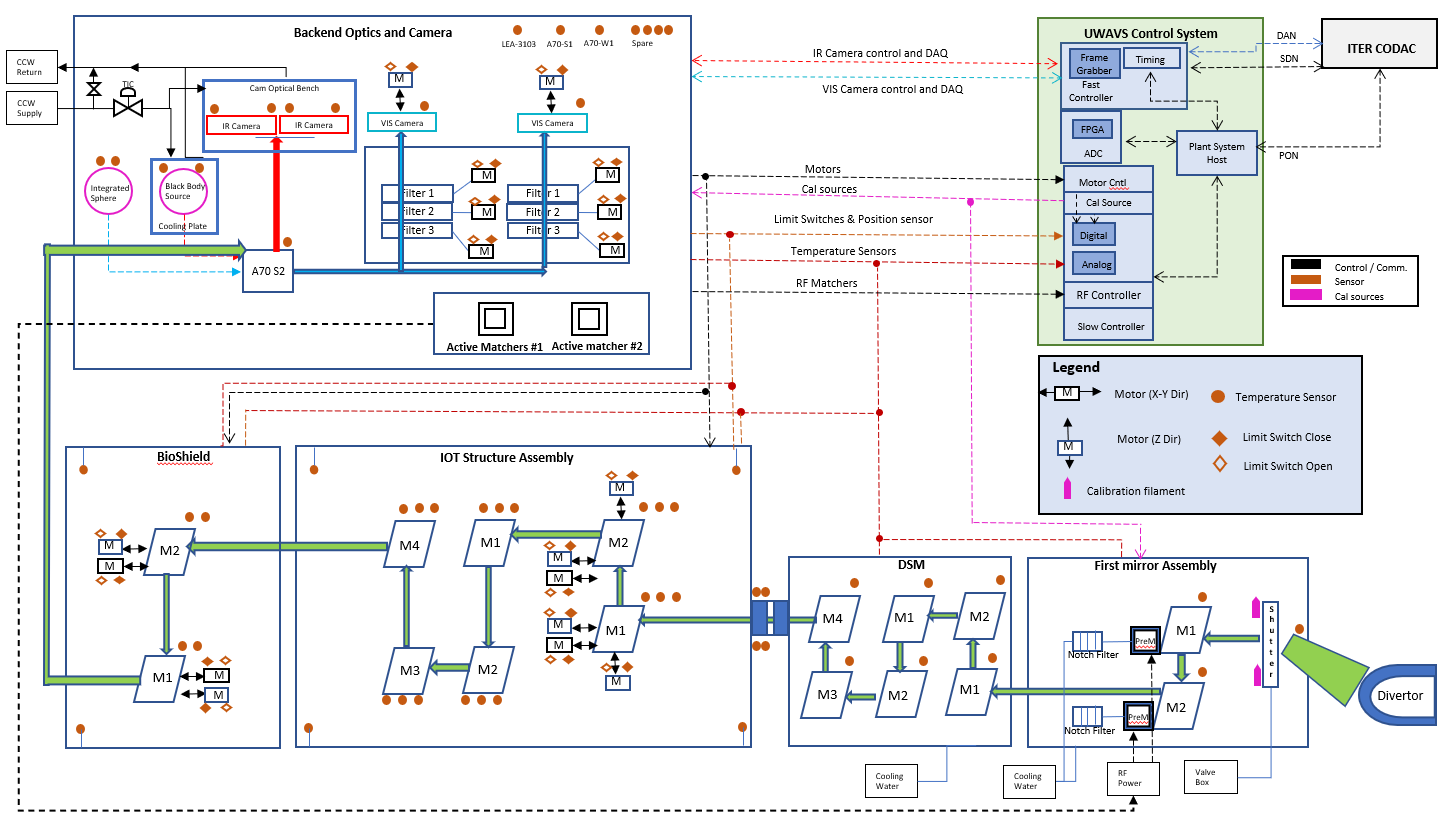 Backend Optics and Camera
LEA-3103
A70-S1
A70-W1
Spare
CCW
Return
CCW
Supply
TIC
Cam Optical Bench
IR Camera
IR Camera
M
M
VIS Camera
VIS Camera
Integrated
Sphere
Black Body
Source
Cooling Plate
A70 S2
Filter 1
Filter 2
Filter 3
M
M
M
Filter 1
Filter 2
Filter 3
M
M
M
Active Matchers #1
Active matcher #2
IR Camera control and DAQ
VIS Camera control and DAQ
Motors
Cal sources
Limit Switches & Position sensor
Temperature Sensors
RF Matchers
UWAVS Control System
Frame
Grabber
Timing
Fast
Controller
FPGA
ADC
Plant System
Host
Motor Cntl
Cal Source
Digital
Analog
RF Controller
Slow Controller
DAN
SDN
PON
ITER CODAC
Control / Comm.
Sensor
Cal sources
Legend
M
Motor (X-Y Dir)
Temperature Sensor
M
Motor (Z Dir)
Limit Switch Close
Limit Switch Open
Calibration filament
BioShield
M
M
M2
M1
M
M
IOT Structure Assembly
M
M4
M1
M2
M
M
M
M
M1
M3
M2
M
DSM
M4
M1
M2
M3
M2
M1
First mirror Assembly
M1
PreM
Notch Filter
M2
PreM
Notch Filter
Shutter
Divertor
Cooling
Water
Cooling
Water
RF
Power
Valve
Box